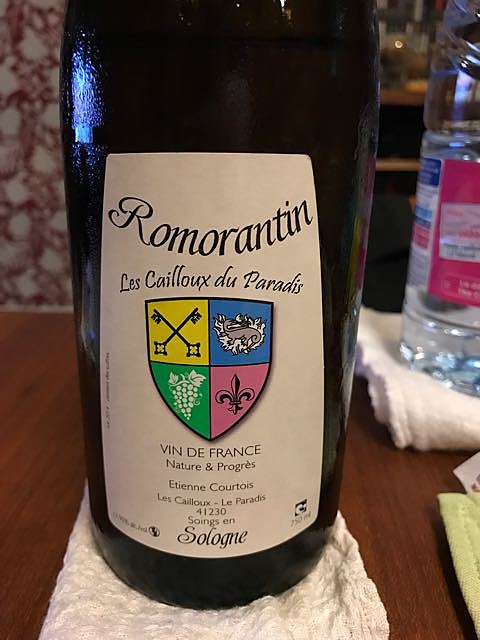 Romorantin
Les Cailloux du Paradis
VIN DE FRANCE
Nature & Progrès
Etienne Courtois
Les Cailloux - Le Paradis
41230
Soings en
Sologne
750 ml